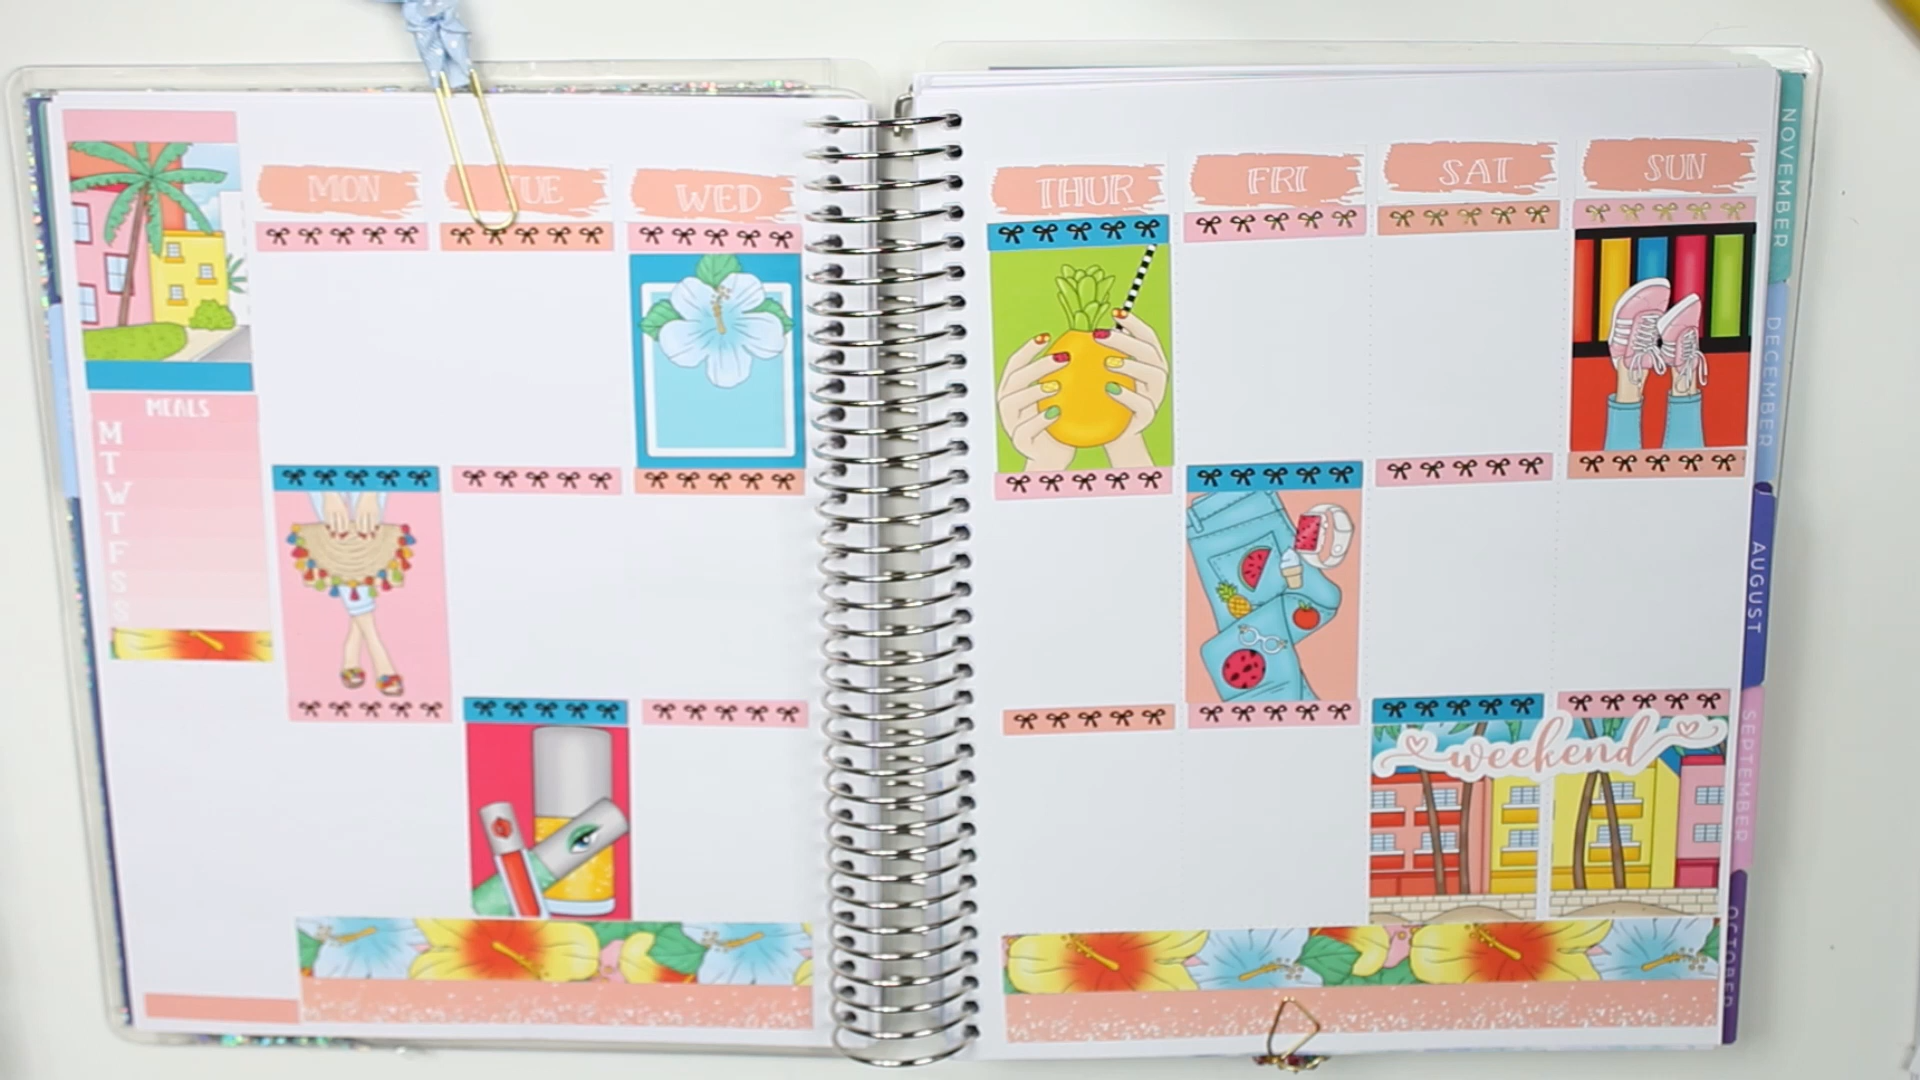 MON
TUE
WED
THUR
FRI
SAT
SUN
MEALS
M
T
W
T
F
S
S
weekend
NOVEMBER
DECEMBER
AUGUST
SEPTEMBER
OCTOBER